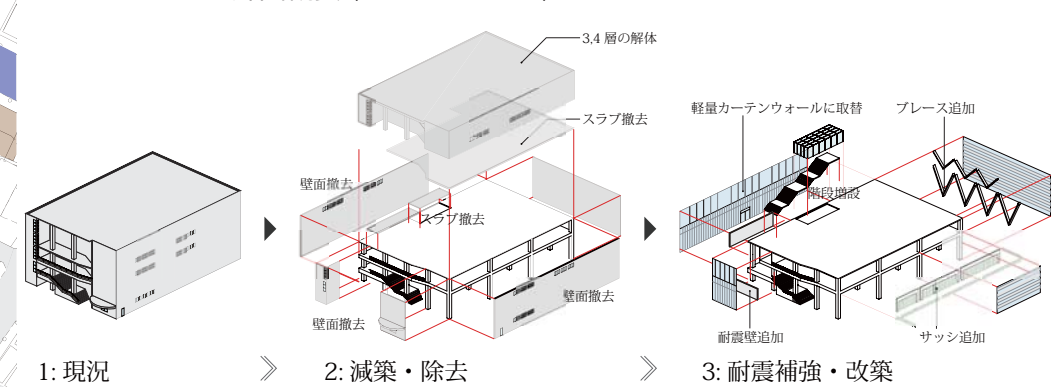 3,4 層の解体
スラブ撤去
壁面撤去
スラブ撤去
壁面撤去
壁面撤去
軽量カーテンウォールに取替
ブレース追加
階段増設
耐震壁追加
サッシ追加
1: 現況
》
2: 減築・除去
》
3: 耐震補強・改築